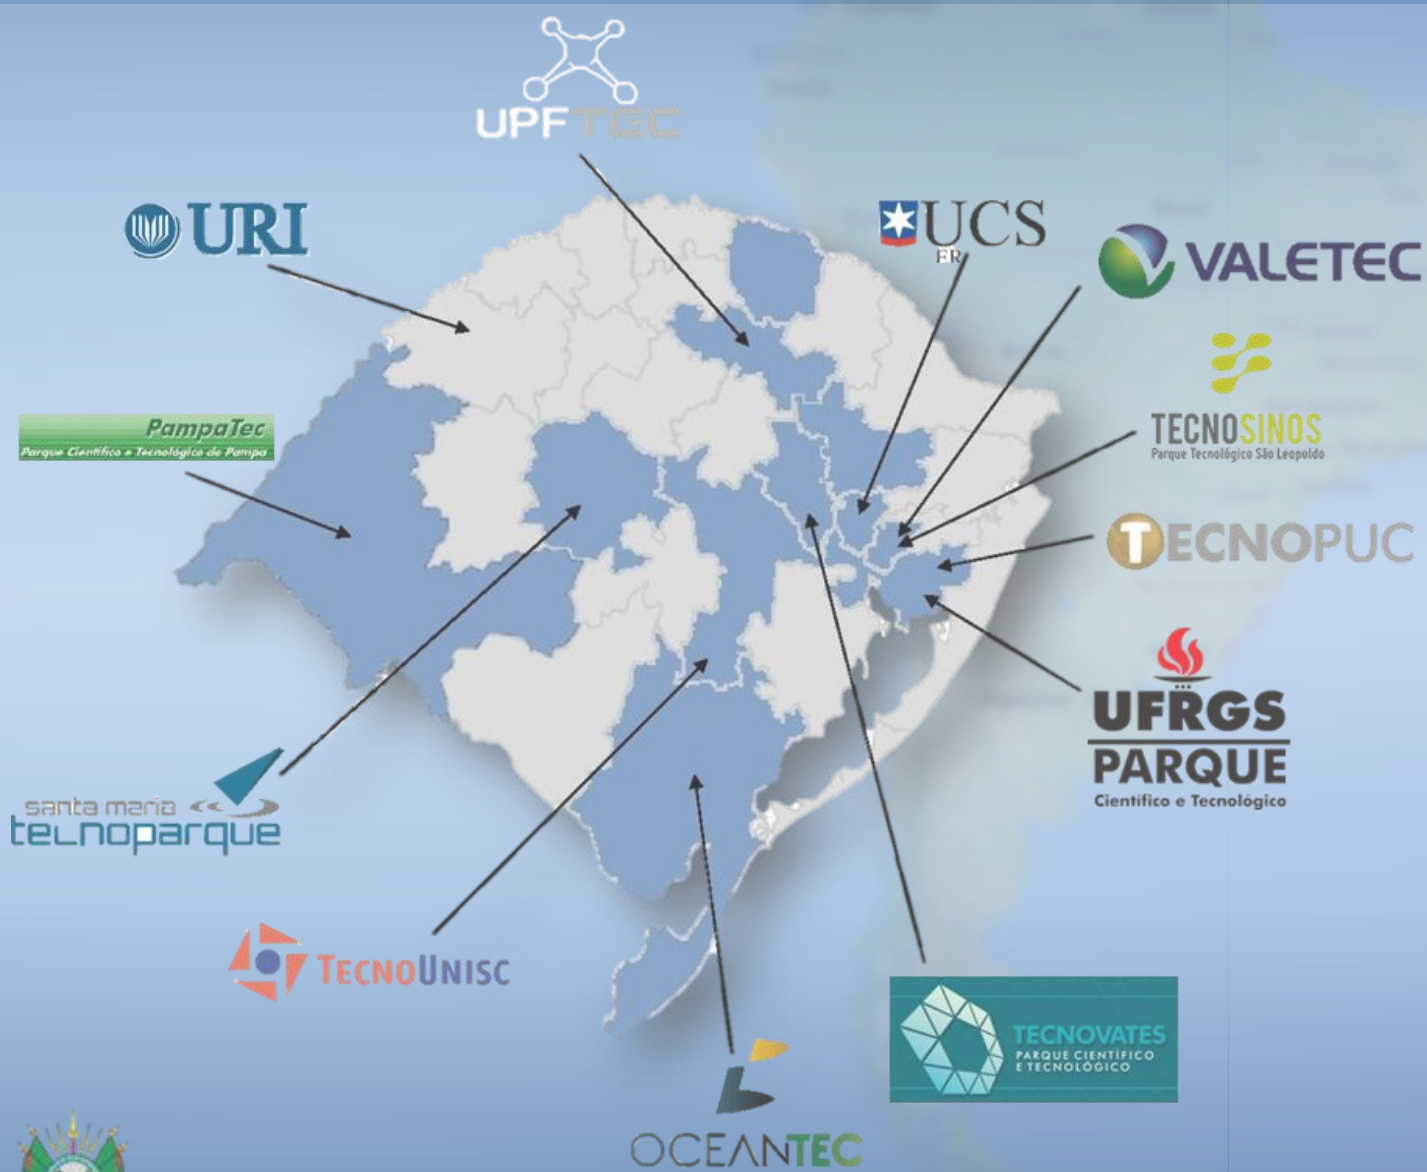 UPFTEC
URI
UCS
ER
VALETEC
TECNOSINOS
Parque Tecnológico São Leopoldo
PampaTec
Parque Científico e Tecnológico do Pampa
TECNOPUC
UFRGS
PARQUE
Científico e Tecnológico
santa maria
tecnoparque
TECNOUNISC
TECNOVATES
PARQUE CIENTÍFICO
E TECNOLÓGICO
OCEANTEC